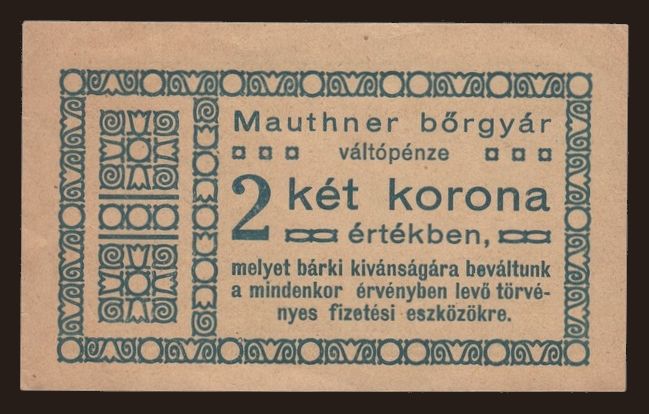 Mauthner bőrgyár
váltópénze
2 két korona
értékben,
melyet bárki kivánságára beváltunk
a mindenkor érvényben levő törvé-
nyes fizetési eszközökre.